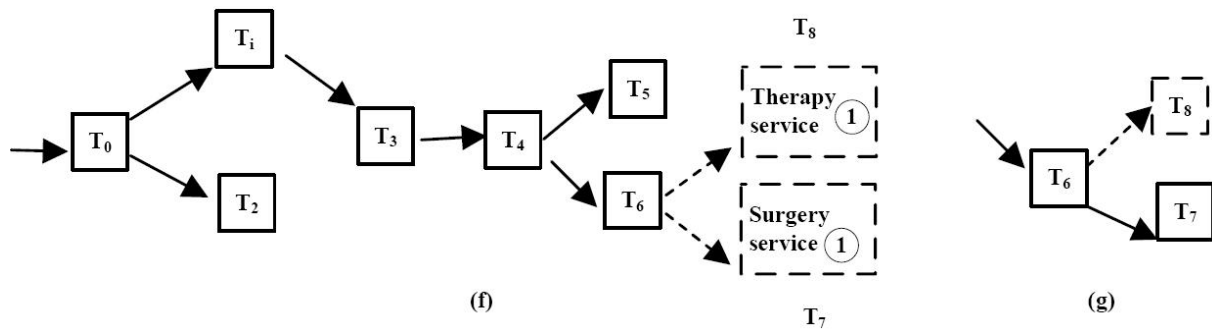 T₀
Tᵢ
T₂
T₃
T₄
T₅
T₆
T₈
Therapy
service 1
Surgery
service 1
T₇
(f)
T₆
T₈
T₇
(g)